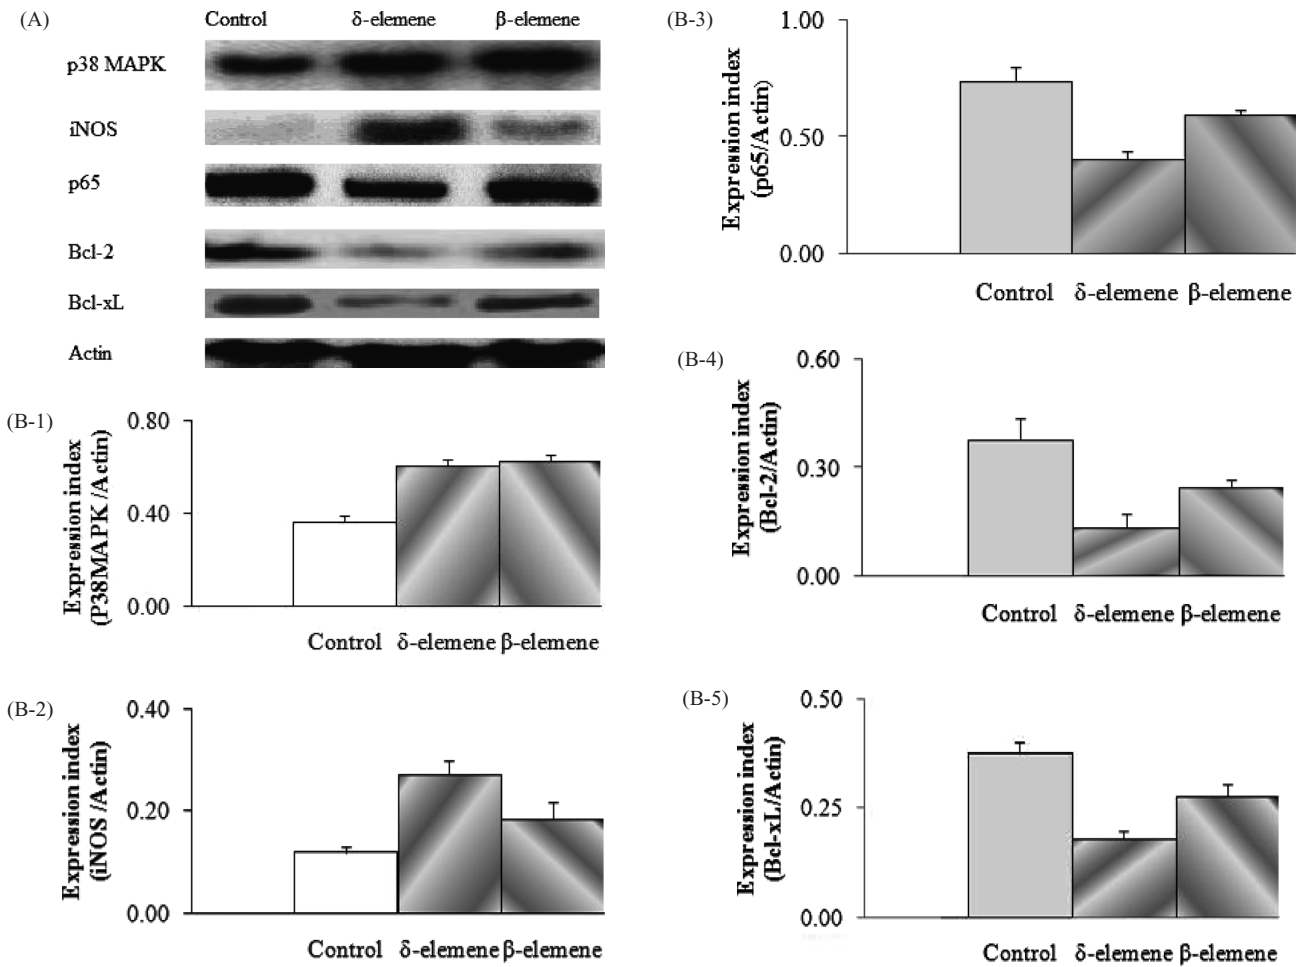 (A)
Control δ-elemene β-elemene
p38 MAPK
iNOS
p65
Bcl-2
Bcl-xL
Actin
(B-1)
Expression index
(P38MAPK /Actin)
0.80
0.40
0.00
Control δ-elemene β-elemene
(B-2)
Expression index
(iNOS /Actin)
0.40
0.20
0.00
Control δ-elemene β-elemene
(B-3)
Expression index
(p65/Actin)
1.00
0.50
0.00
Control δ-elemene β-elemene
(B-4)
Expression index
(Bcl-2/Actin)
0.60
0.30
0.00
Control δ-elemene β-elemene
(B-5)
Expression index
(Bcl-xL/Actin)
0.50
0.25
0.00
Control δ-elemene β-elemene